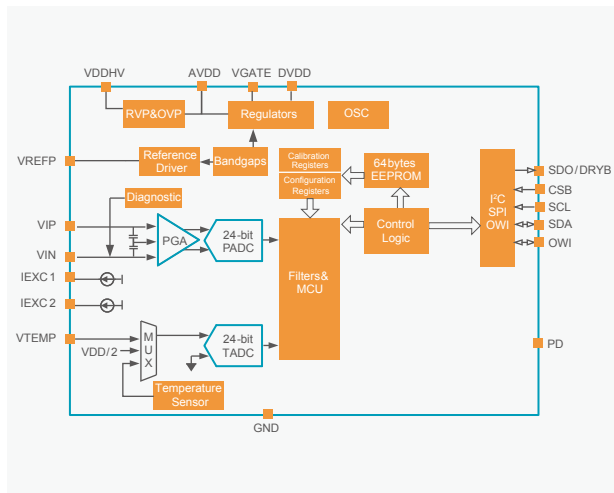 VDDHV
AVDD
VGATE
DVDD
RVP&OVP
Regulators
OSC
VREFP
Reference
Driver
Bandgaps
Calibration
Registers
Configuration
Registers
64bytes
EEPROM
I²C
SPI
OWI
SDO/DRYB
CSB
SCL
SDA
OWI
Diagnostic
VIP
VIN
PGA
24-bit
PADC
Filters&
MCU
Control
Logic
IEXC1
IEXC2
VTEMP
VDD/2
M
U
X
24-bit
TADC
Temperature
Sensor
PD
GND